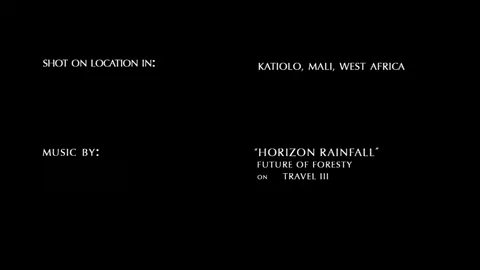 SHOT ON LOCATION IN:
KATIOLO, MALI, WEST AFRICA
MUSIC BY:
"HORIZON RAINFALL"
FUTURE OF FORESTY
ON TRAVEL III